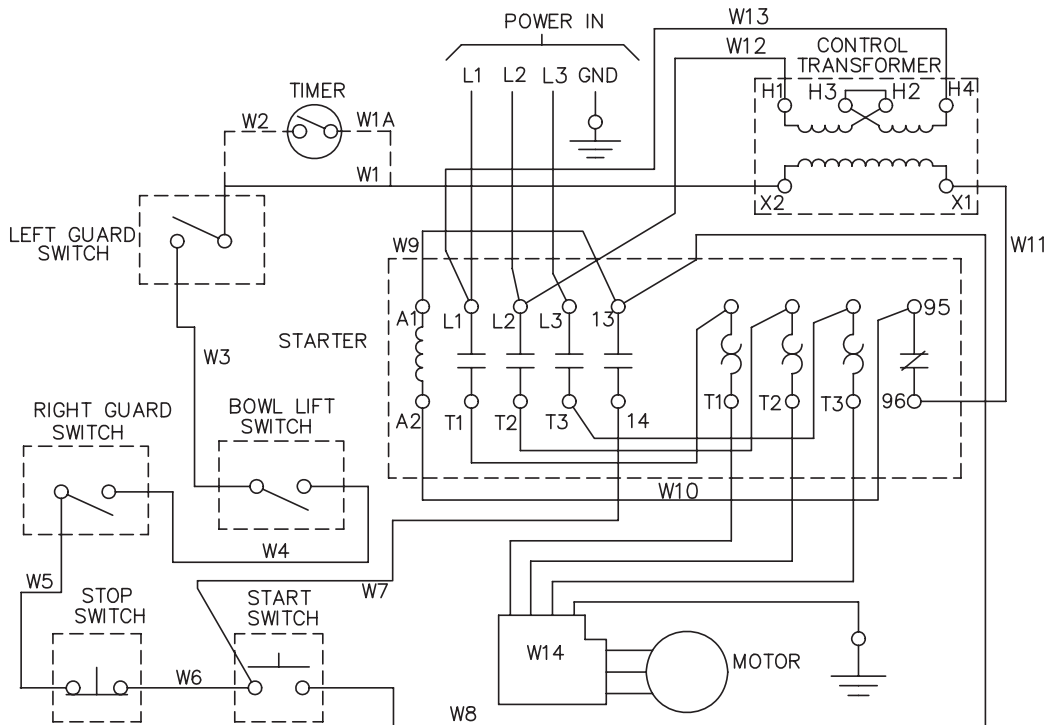 POWER IN
L1 L2 L3 GND
W13
W12
CONTROL
TRANSFORMER
H1 H3 H2 H4
X2 X1
TIMER
W2 W1A
W1
LEFT GUARD
SWITCH
W9
W11
STARTER
A1 L1 L2 L3 13 95
A2 T1 T2 T3 14 T1 T2 T3 96
W3
RIGHT GUARD
SWITCH
BOWL LIFT
SWITCH
W10
W4
W5
W7
STOP
SWITCH
START
SWITCH
W6
W14
MOTOR
W8